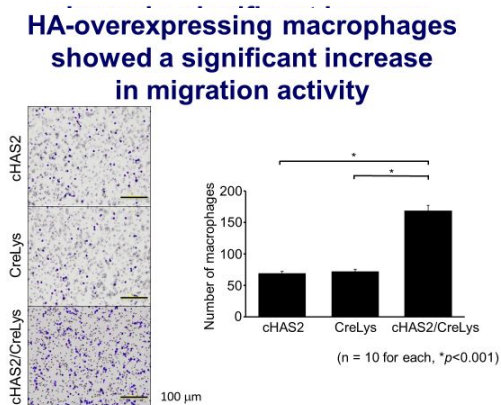 HA-overexpressing macrophages
showed a significant increase
in migration activity
cHAS2
CreLys
cHAS2/CreLys
100 μm
Number of macrophages
200
150
100
50
0
*
*
cHAS2
CreLys
cHAS2/CreLys
(n = 10 for each, *p<0.001)